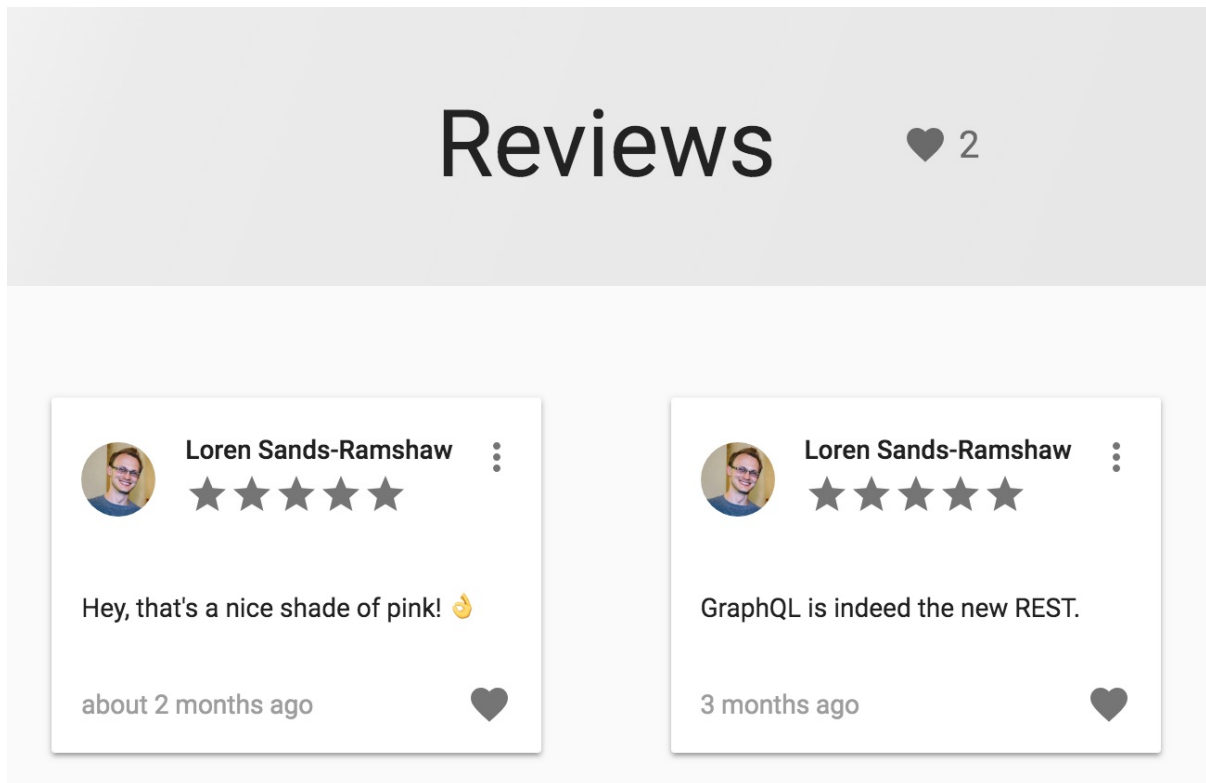 Reviews
2
Loren Sands-Ramshaw
Hey, that's a nice shade of pink! 👌
about 2 months ago
Loren Sands-Ramshaw
GraphQL is indeed the new REST.
3 months ago